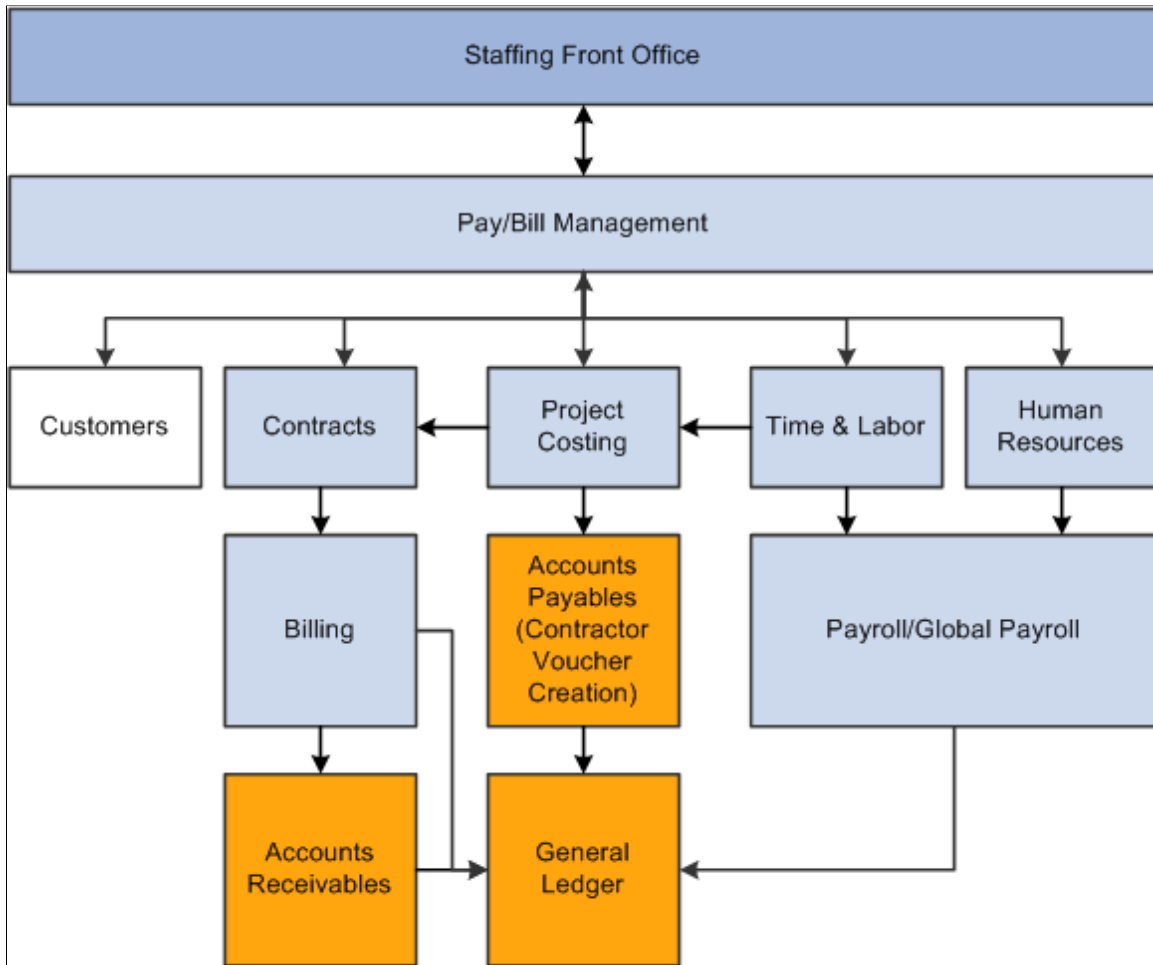 Staffing Front Office
Pay/Bill Management
Customers
Contracts
Project
Costing
Time & Labor
Human
Resources
Billing
Accounts
Payables
(Contractor
Voucher
Creation)
Payroll/Global Payroll
Accounts
Receivables
General
Ledger